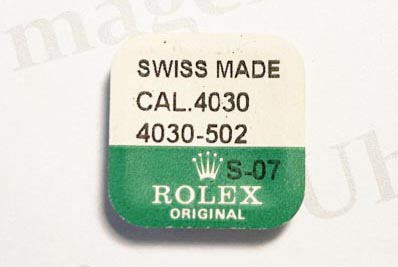 SWISS MADE
CAL.4030
4030-502
S-07
ROLEX
ORIGINAL